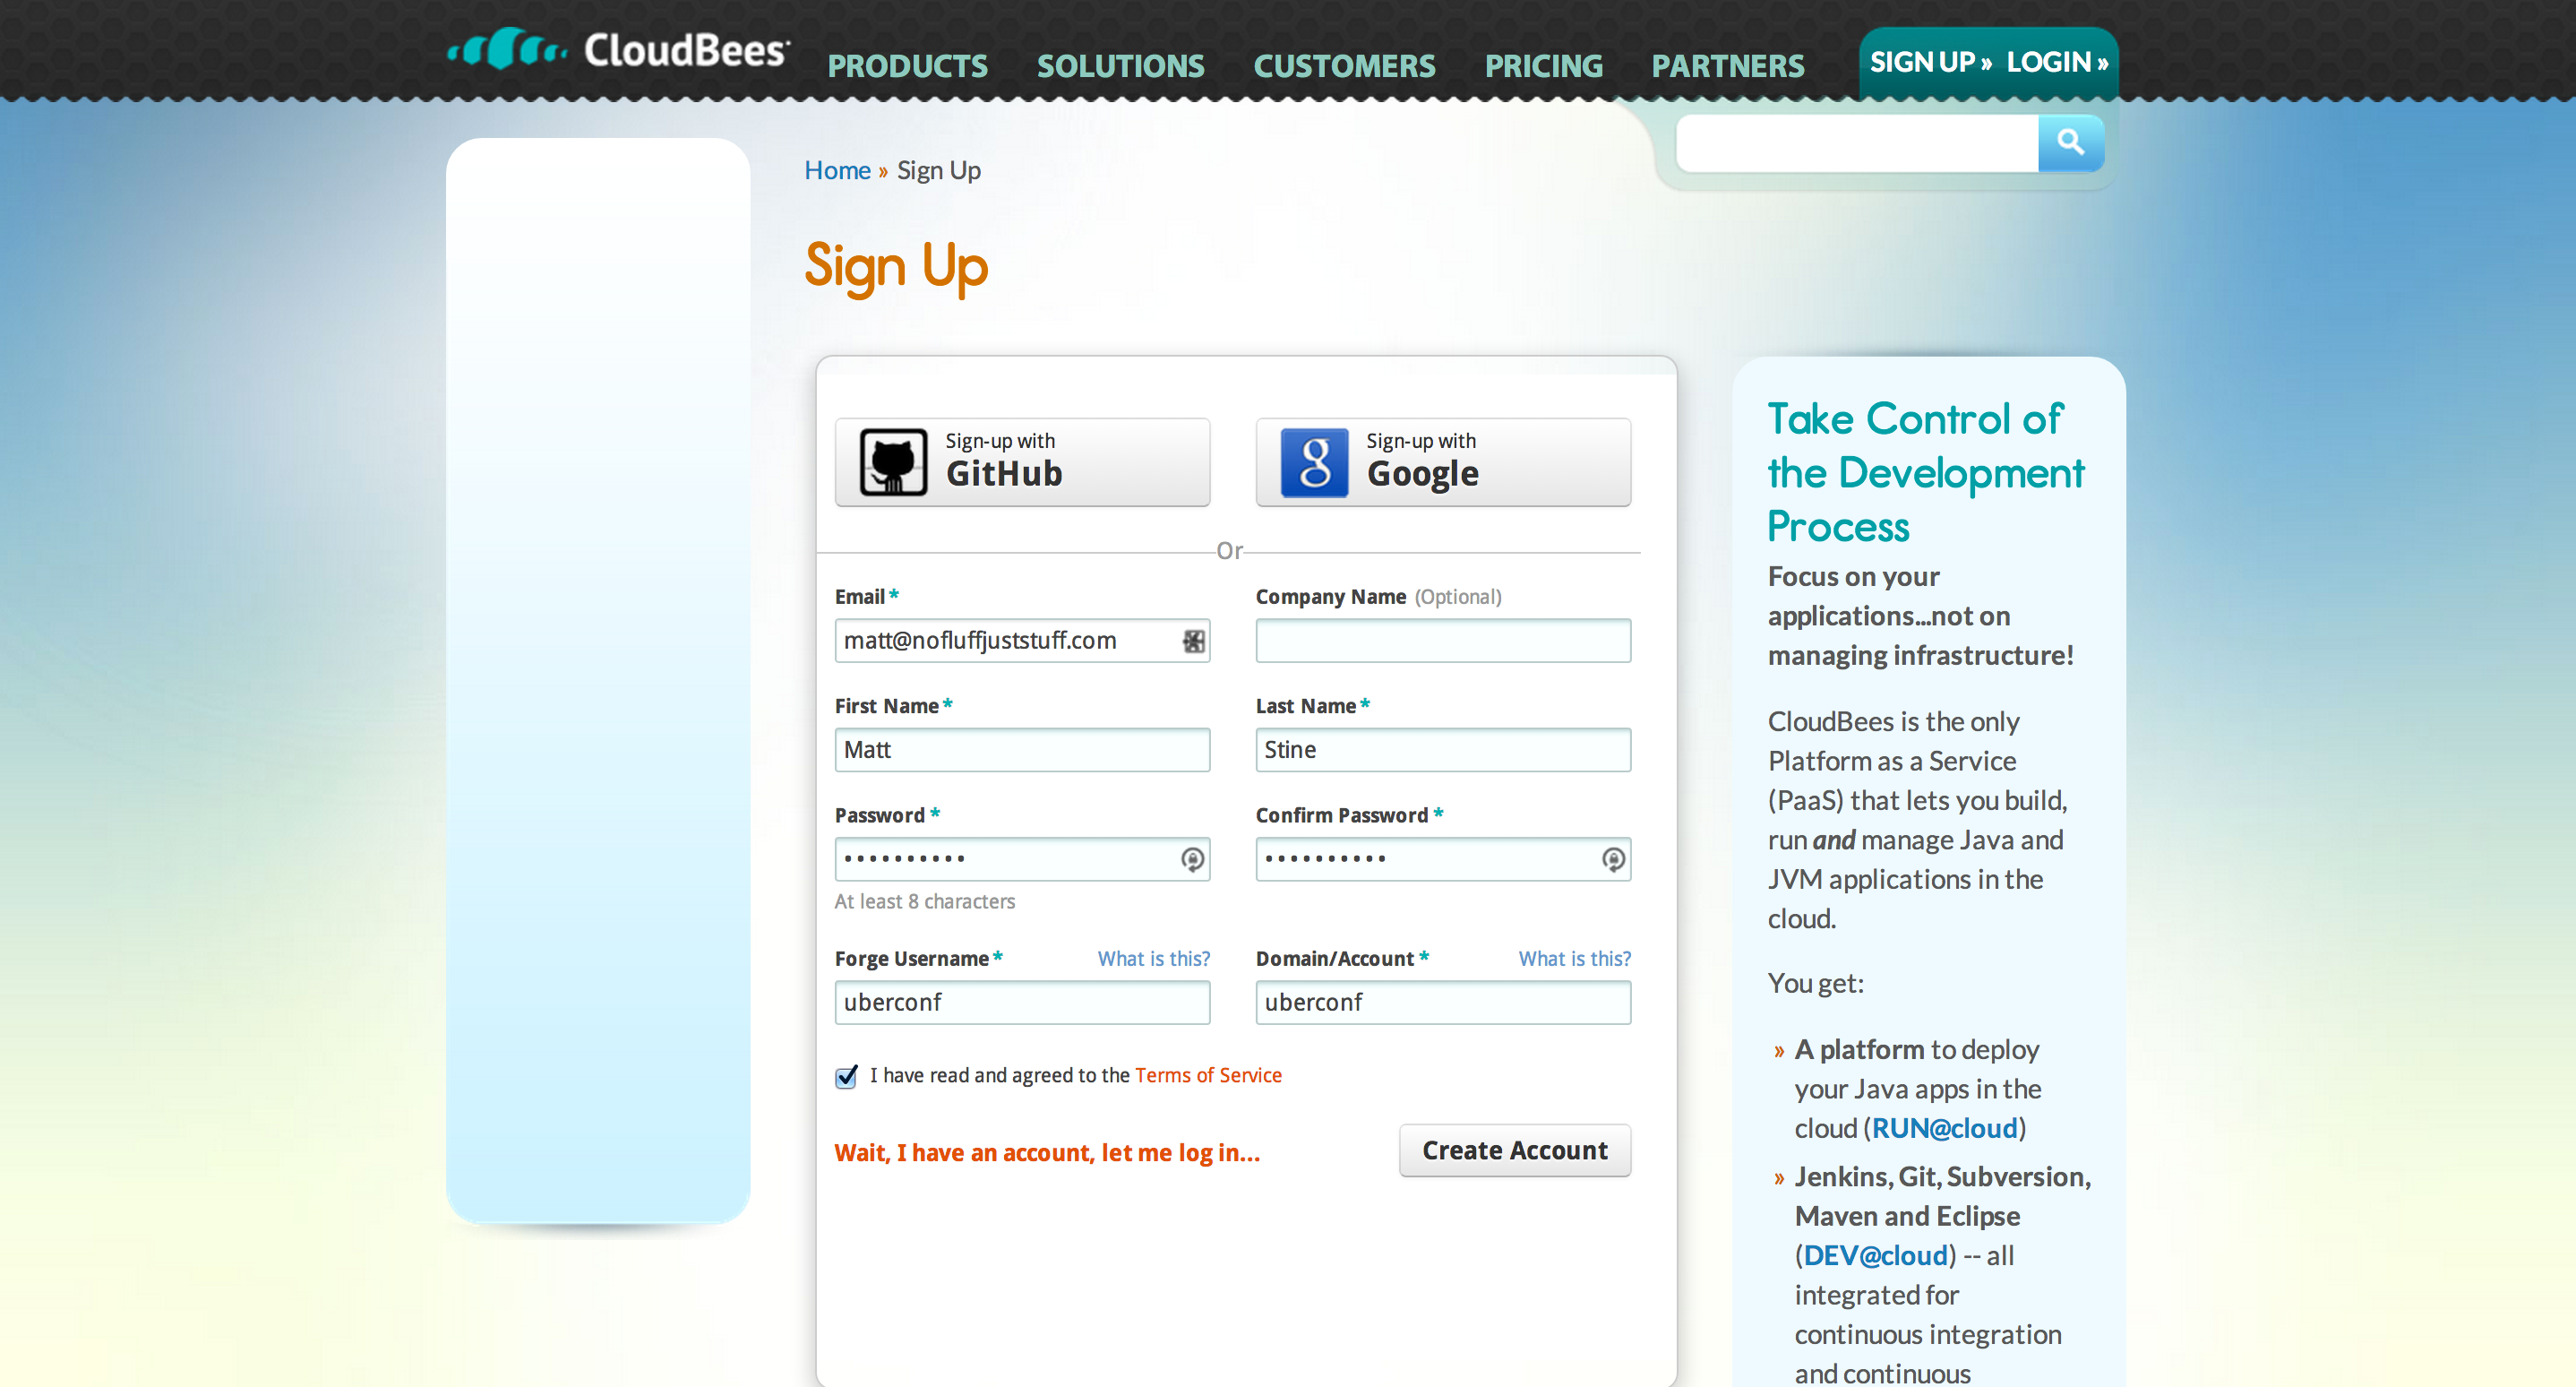 CloudBees
PRODUCTS SOLUTIONS CUSTOMERS PRICING PARTNERS
SIGN UP » LOGIN »
Home » Sign Up
Sign Up
Sign-up with
GitHub
Sign-up with
Google
Or
Email * Company Name (Optional)
matt@nofluffjuststuff.com
First Name * Last Name *
Matt Stine
Password * Confirm Password *
•••••••••• ••••••••••
At least 8 characters
Forge Username * What is this? Domain/Account * What is this?
uberconf uberconf
I have read and agreed to the Terms of Service
Wait, I have an account, let me log in...
Create Account
Take Control of
the Development
Process
Focus on your
applications...not on
managing infrastructure!
CloudBees is the only
Platform as a Service
(PaaS) that lets you build,
run and manage Java and
JVM applications in the
cloud.
You get:
» A platform to deploy
your Java apps in the
cloud (RUN@cloud)
» Jenkins, Git, Subversion,
Maven and Eclipse
(DEV@cloud) -- all
integrated for
continuous integration
and continuous